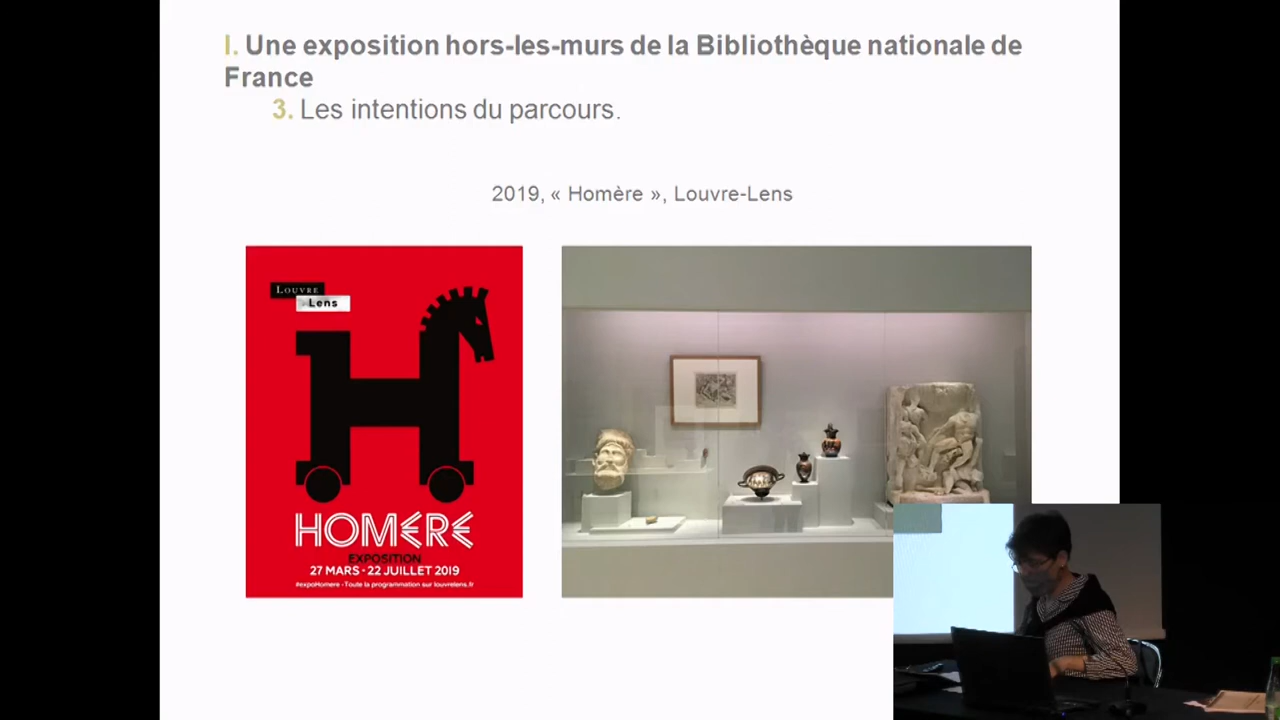 I. Une exposition hors-les-murs de la Bibliothèque nationale de
France
3. Les intentions du parcours.
2019, « Homère », Louvre-Lens
LOUVRE
Lens
HOMÈRE
EXPOSITION
27 MARS - 22 JUILLET 2019
#expoHomere - Toute la programmation sur louvrelens.fr